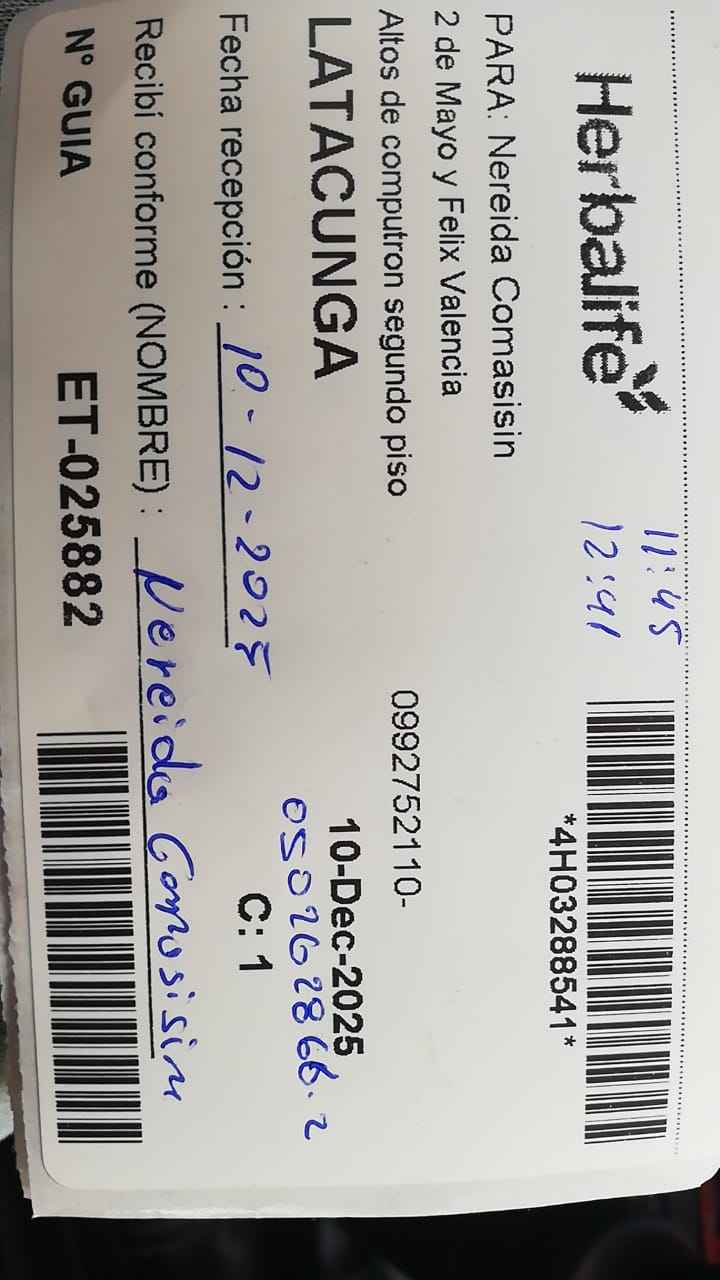 11:45
12:41
Herbalife
*4H03288541*
PARA: Nereida Comasisin
2 de Mayo y Felix Valencia
Altos de computron segundo piso
0992752110-
LATACUNGA
10-Dec-2025
050262866-2
Fecha recepción : 10-12-2025
C: 1
Recibí conforme (NOMBRE) : Nereida Comasisin
N° GUIA
ET-025882